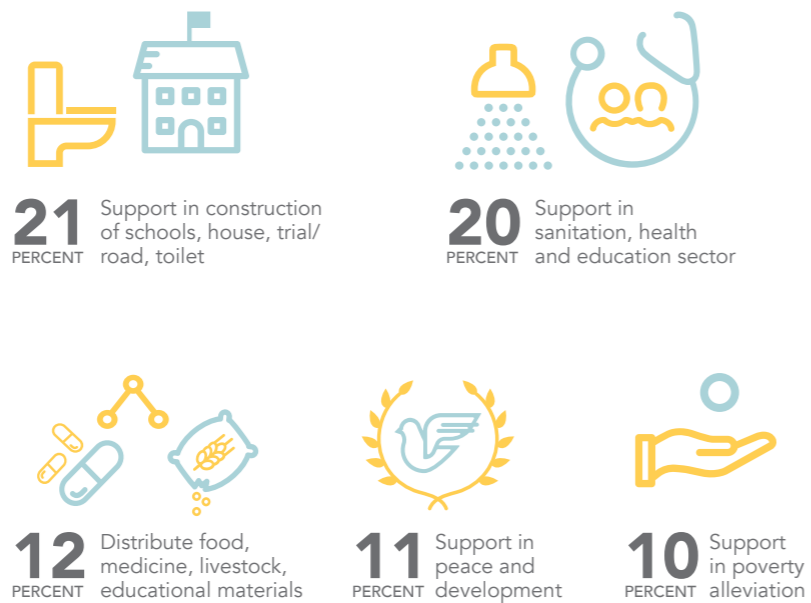 21
PERCENT
Support in construction
of schools, house, trial/
road, toilet
20
PERCENT
Support in
sanitation, health
and education sector
12
PERCENT
Distribute food,
medicine, livestock,
educational materials
11
PERCENT
Support in
peace and
development
10
PERCENT
Support
in poverty
alleviation